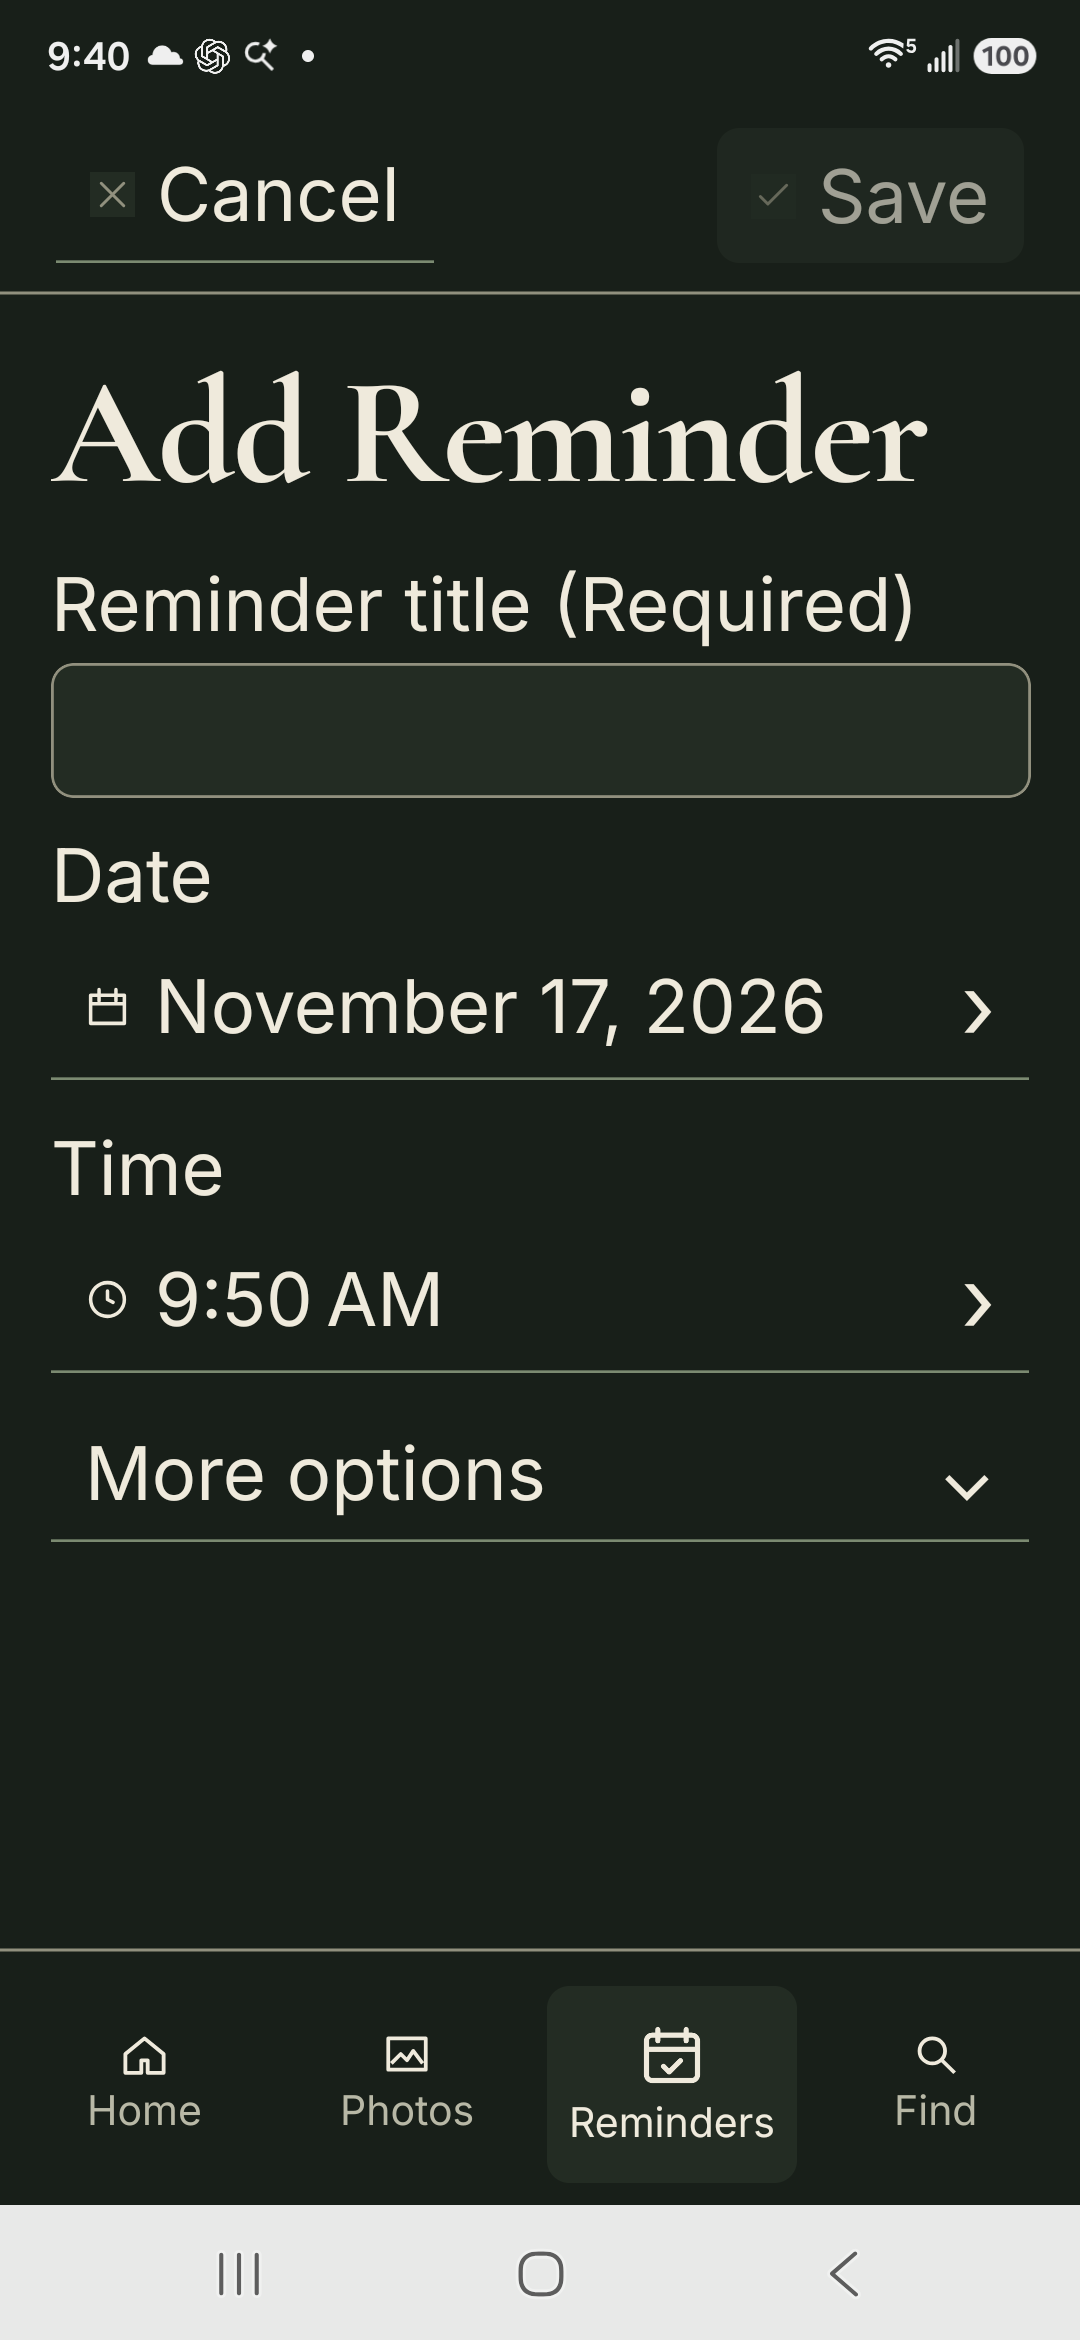 9:40
5
100
Cancel
Save
Add Reminder
Reminder title (Required)
Date
November 17, 2026
Time
9:50 AM
More options
Home
Photos
Reminders
Find